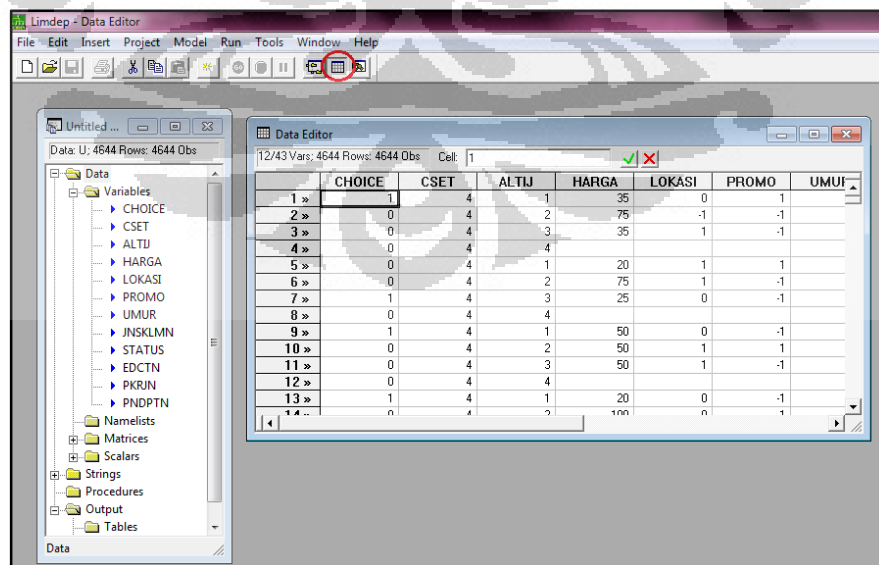 Limdep - Data Editor
File Edit Insert Project Model Run Tools Window Help
Untitled ...
Data: U; 4644 Rows: 4644 Obs
Data
Variables
CHOICE
CSET
ALTIJ
HARGA
LOKASI
PROMO
UMUR
JNSKLMN
STATUS
EDCTN
PKRJN
PNDPTN
Namelists
Matrices
Scalars
Strings
Procedures
Output
Tables
Data
Data Editor
12/43 Vars; 4644 Rows: 4644 Obs Cell: 1
CHOICE CSET ALTIJ HARGA LOKASI PROMO
1 » 1 4 1 35 0 1
2 » 0 4 2 75 -1 -1
3 » 0 4 3 35 1 -1
4 » 0 4 4
5 » 0 4 1 20 1 1
6 » 0 4 2 75 1 -1
7 » 1 4 3 25 0 -1
8 » 0 4 4
9 » 1 4 1 50 0 -1
10 » 0 4 2 50 1 1
11 » 0 4 3 50 1 -1
12 » 0 4 4
13 » 1 4 1 20 0 -1